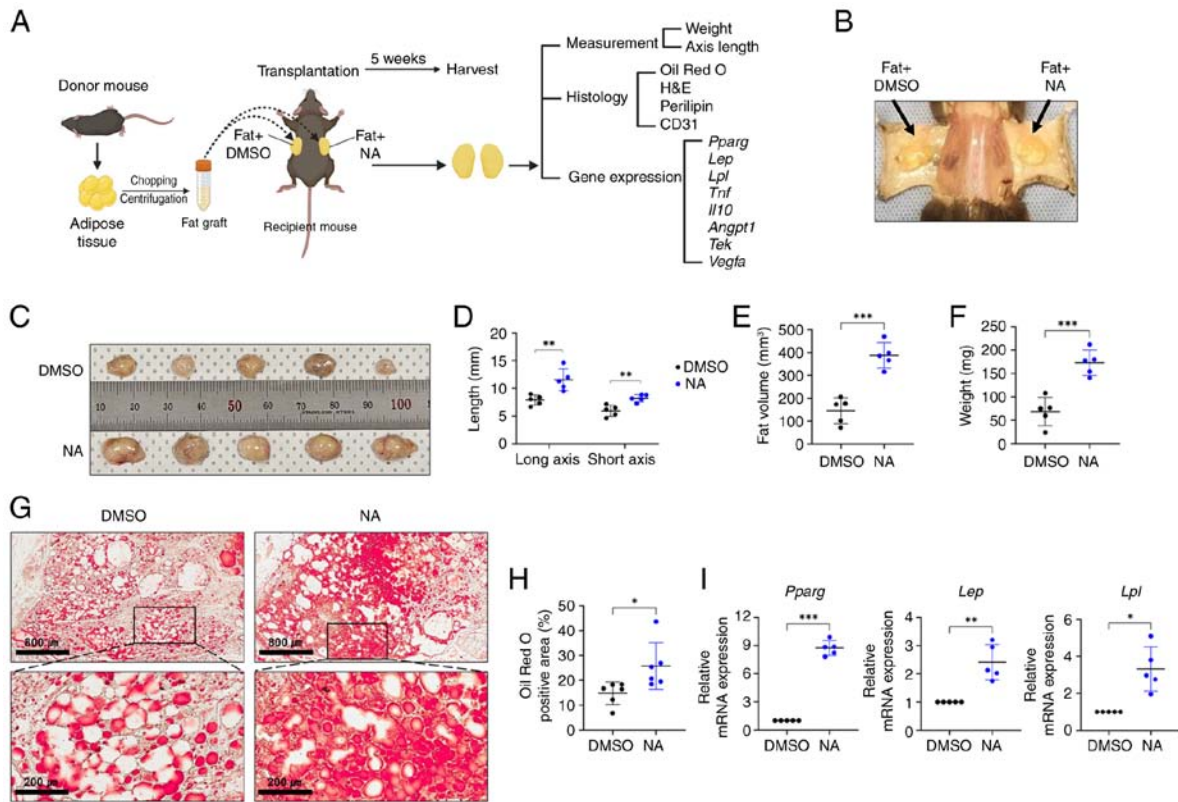 A
Donor mouse
Adipose
tissue
Chopping
Centrifugation
Fat graft
Transplantation
5 weeks
Harvest
Fat+
DMSO
Fat+
NA
Recipient mouse
Measurement
Weight
Axis length
Histology
Oil Red O
H&E
Perilipin
CD31
Gene expression
Pparg
Lep
Lpl
Tnf
Il10
Angpt1
Tek
Vegfa
B
Fat+
DMSO
Fat+
NA
C
DMSO
10 20 30 40 50 60 70 80 90 100
NA
D
Length (mm)
20
15
10
5
0
**
**
Long axis Short axis
DMSO
NA
E
Fat volume (mm³)
500
400
300
200
100
0
***
DMSO NA
F
Weight (mg)
250
200
150
100
50
0
***
DMSO NA
G
DMSO NA
800 μm
800 μm
200 μm
200 μm
H
Oil Red O
positive area (%)
50
40
30
20
10
0
*
DMSO NA
I
Pparg
Relative
mRNA expression
12
9
6
3
0
***
DMSO NA
Lep
Relative
mRNA expression
4
3
2
1
0
**
DMSO NA
Lpl
Relative
mRNA expression
6
4
2
0
*
DMSO NA